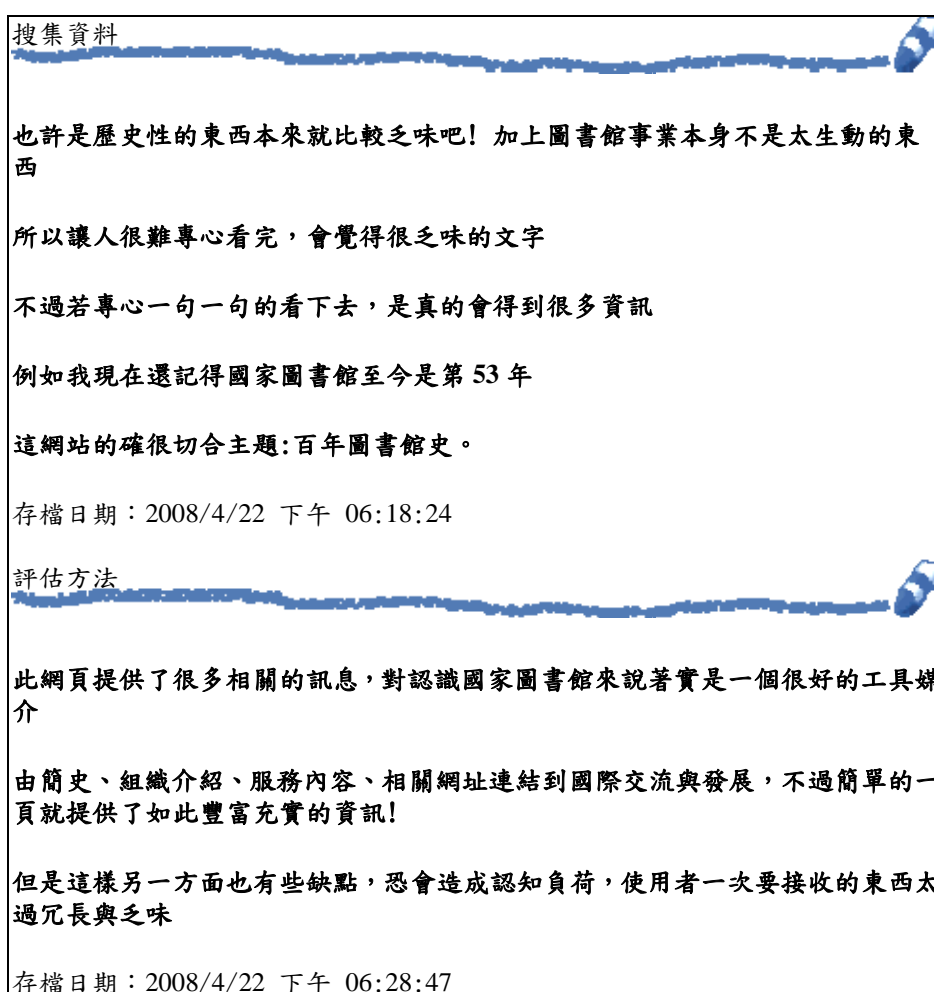 搜集資料
也許是歷史性的東西本來就比較乏味吧! 加上圖書館事業本身不是太生動的東
西
所以讓人很難專心看完，會覺得很乏味的文字
不過若專心一句一句的看下去，是真的會得到很多資訊
例如我現在還記得國家圖書館至今是第 53 年
這網站的確很切合主題:百年圖書館史。
存檔日期：2008/4/22 下午 06:18:24
評估方法
此網頁提供了很多相關的訊息，對認識國家圖書館來說著實是一個很好的工具媒
介
由簡史、組織介紹、服務內容、相關網址連結到國際交流與發展，不過簡單的一
頁就提供了如此豐富充實的資訊!
但是這樣另一方面也有些缺點，恐會造成認知負荷，使用者一次要接收的東西太
過冗長與乏味
存檔日期：2008/4/22 下午 06:28:47